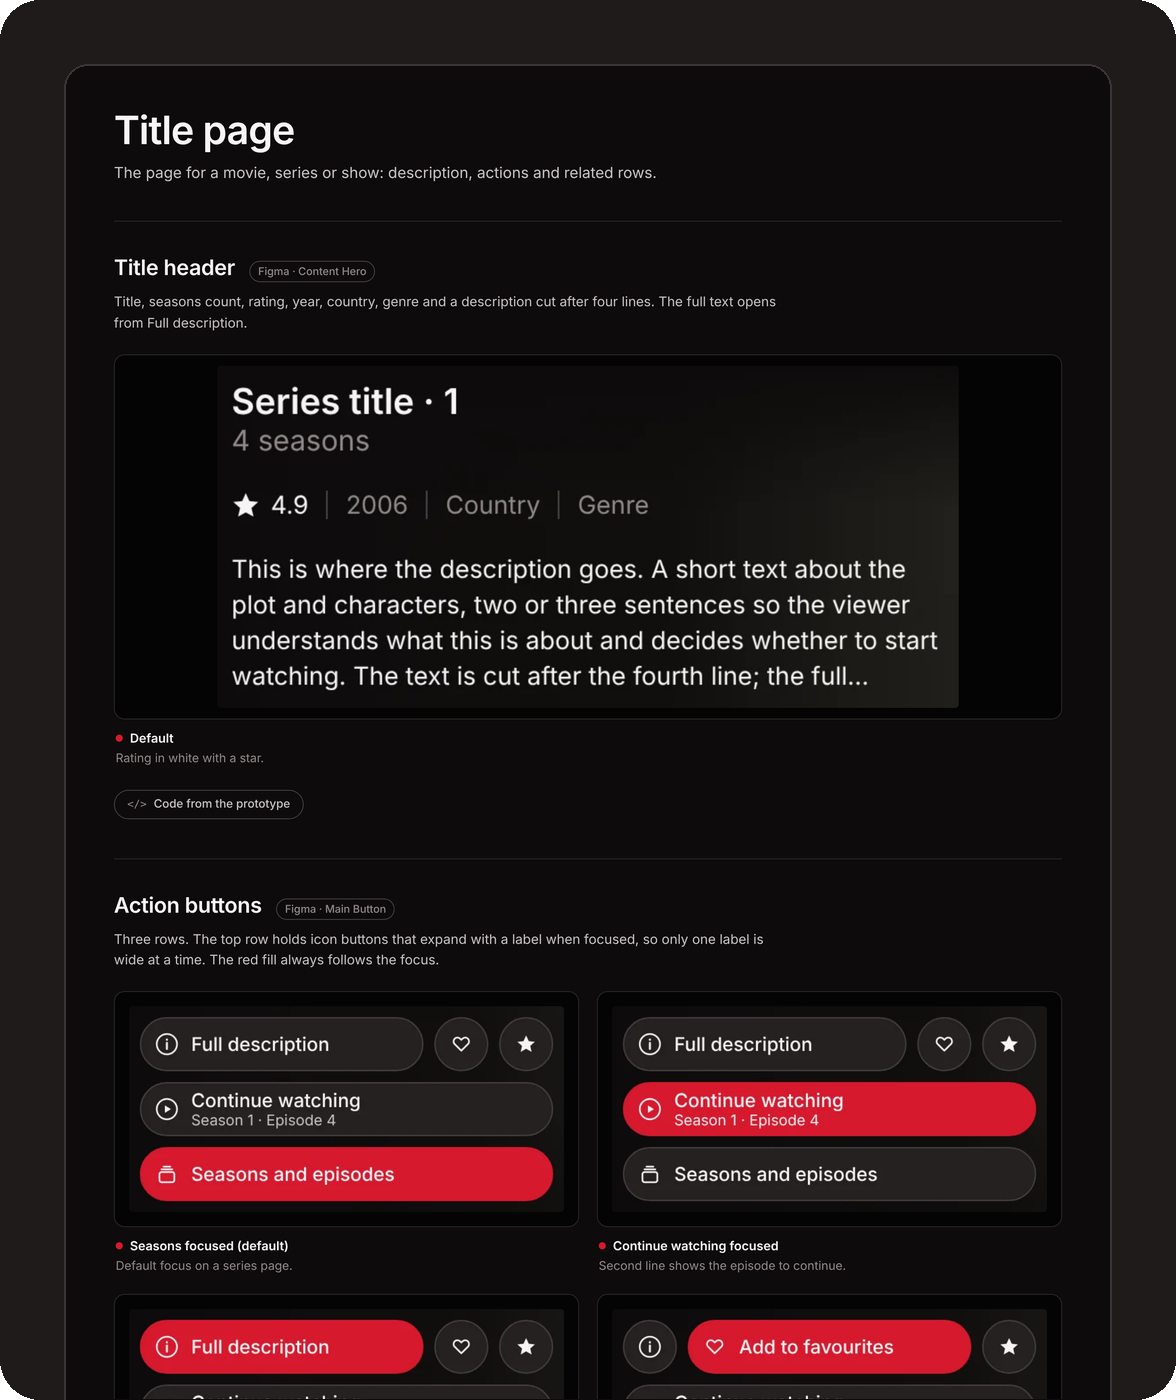 Title page
The page for a movie, series or show: description, actions and related rows.
Title header
Figma · Content Hero
Title, seasons count, rating, year, country, genre and a description cut after four lines. The full text opens
from Full description.
Series title · 1
4 seasons
4.9 | 2006 | Country | Genre
This is where the description goes. A short text about the
plot and characters, two or three sentences so the viewer
understands what this is about and decides whether to start
watching. The text is cut after the fourth line; the full...
Default
Rating in white with a star.
</> Code from the prototype
Action buttons
Figma · Main Button
Three rows. The top row holds icon buttons that expand with a label when focused, so only one label is
wide at a time. The red fill always follows the focus.
Full description
Continue watching
Season 1 · Episode 4
Seasons and episodes
Seasons focused (default)
Default focus on a series page.
Full description
Continue watching
Season 1 · Episode 4
Seasons and episodes
Continue watching focused
Second line shows the episode to continue.
Full description
Add to favourites